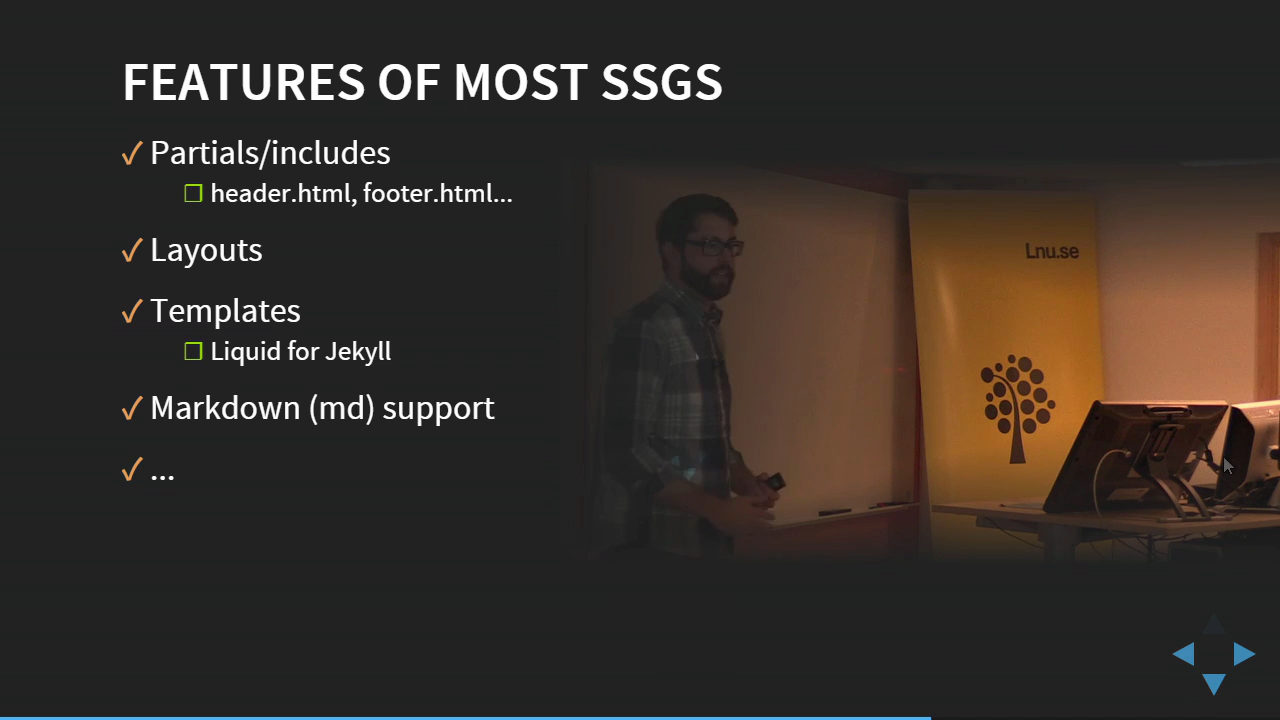 FEATURES OF MOST SSGS
✓ Partials/includes
❐ header.html, footer.html...
✓ Layouts
✓ Templates
❐ Liquid for Jekyll
✓ Markdown (md) support
✓ ...
Lnu.se